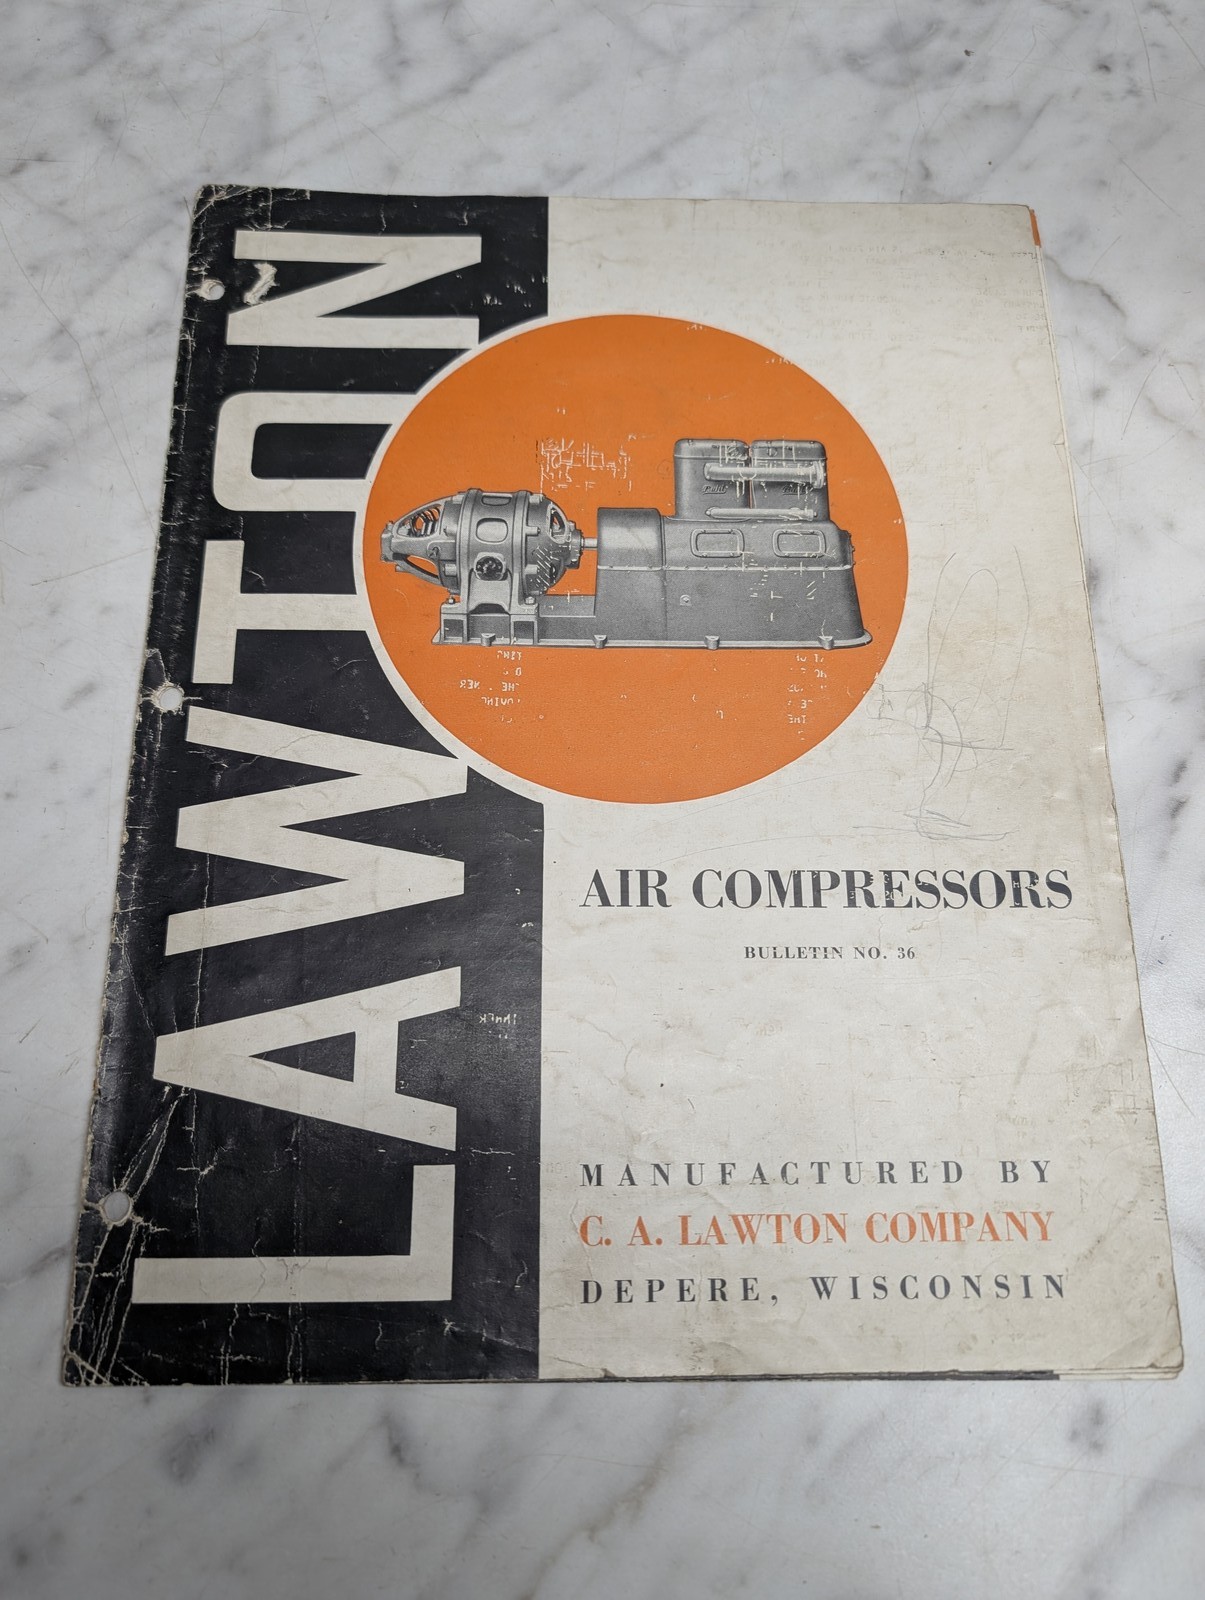 LAWTON
AIR COMPRESSORS
BULLETIN NO. 36
MANUFACTURED BY
C. A. LAWTON COMPANY
DEPERE, WISCONSIN